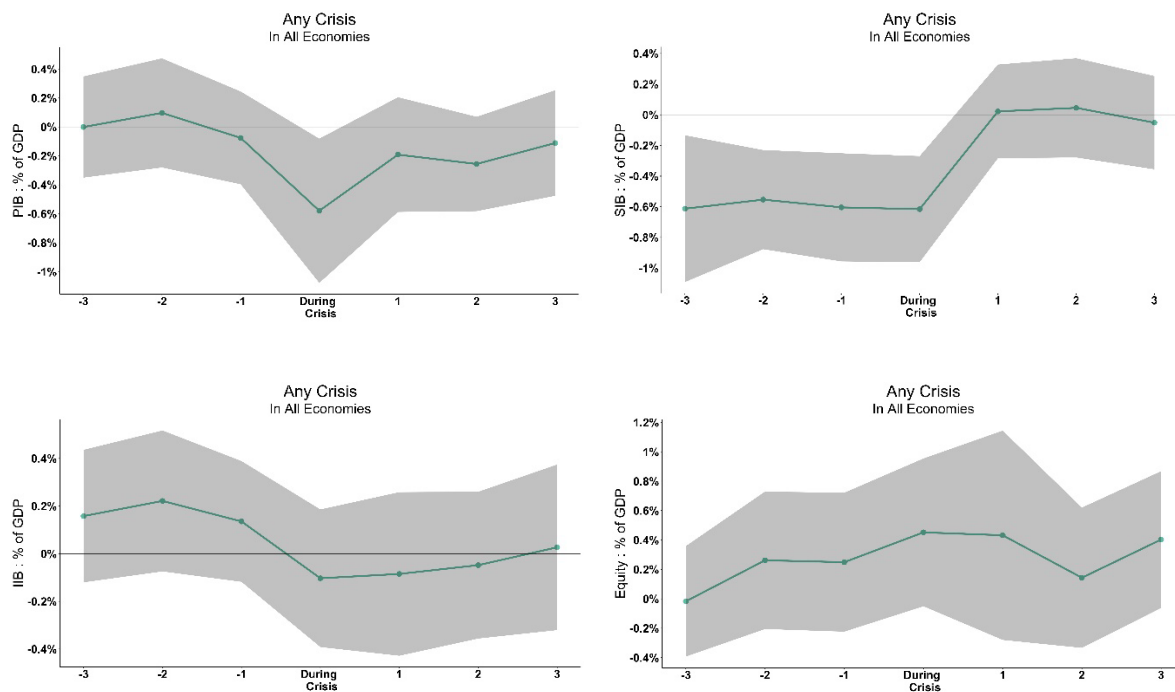 Any Crisis
In All Economies
PIB : % of GDP
0.4%
0.2%
0%
-0.2%
-0.4%
-0.6%
-0.8%
-1%
-3 -2 -1 During Crisis 1 2 3
Any Crisis
In All Economies
SIB : % of GDP
0.4%
0.2%
0%
-0.2%
-0.4%
-0.6%
-0.8%
-1%
-3 -2 -1 During Crisis 1 2 3
Any Crisis
In All Economies
IIB : % of GDP
0.4%
0.2%
0%
-0.2%
-0.4%
-3 -2 -1 During Crisis 1 2 3
Any Crisis
In All Economies
Equity : % of GDP
1.2%
1%
0.8%
0.6%
0.4%
0.2%
0%
-0.2%
-0.4%
-3 -2 -1 During Crisis 1 2 3